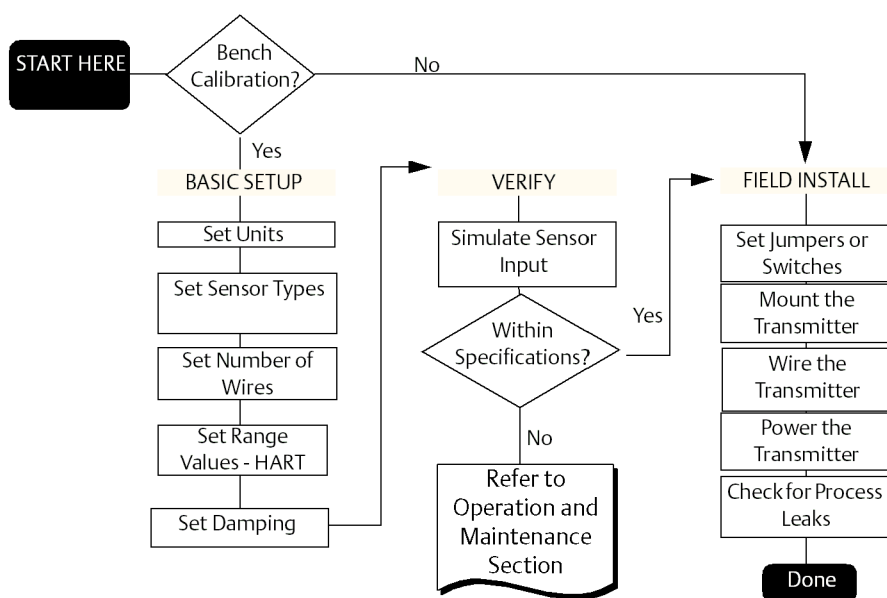 START HERE
Bench
Calibration?
No
Yes
BASIC SETUP
Set Units
Set Sensor Types
Set Number of
Wires
Set Range
Values - HART
Set Damping
VERIFY
Simulate Sensor
Input
Within
Specifications?
Yes
No
Refer to
Operation and
Maintenance
Section
FIELD INSTALL
Set Jumpers or
Switches
Mount the
Transmitter
Wire the
Transmitter
Power the
Transmitter
Check for Process
Leaks
Done